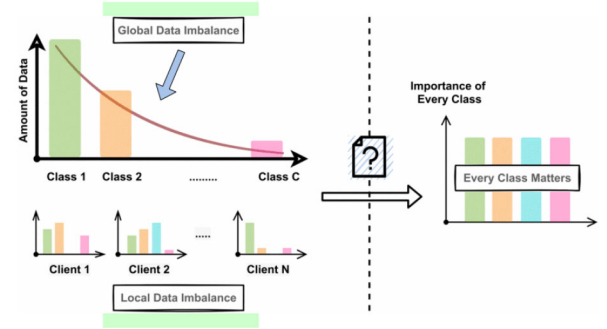 Global Data Imbalance
Amount of Data
Class 1
Class 2
.........
Class C
Client 1
Client 2
.....
Client N
Local Data Imbalance
?
Importance of
Every Class
Every Class Matters